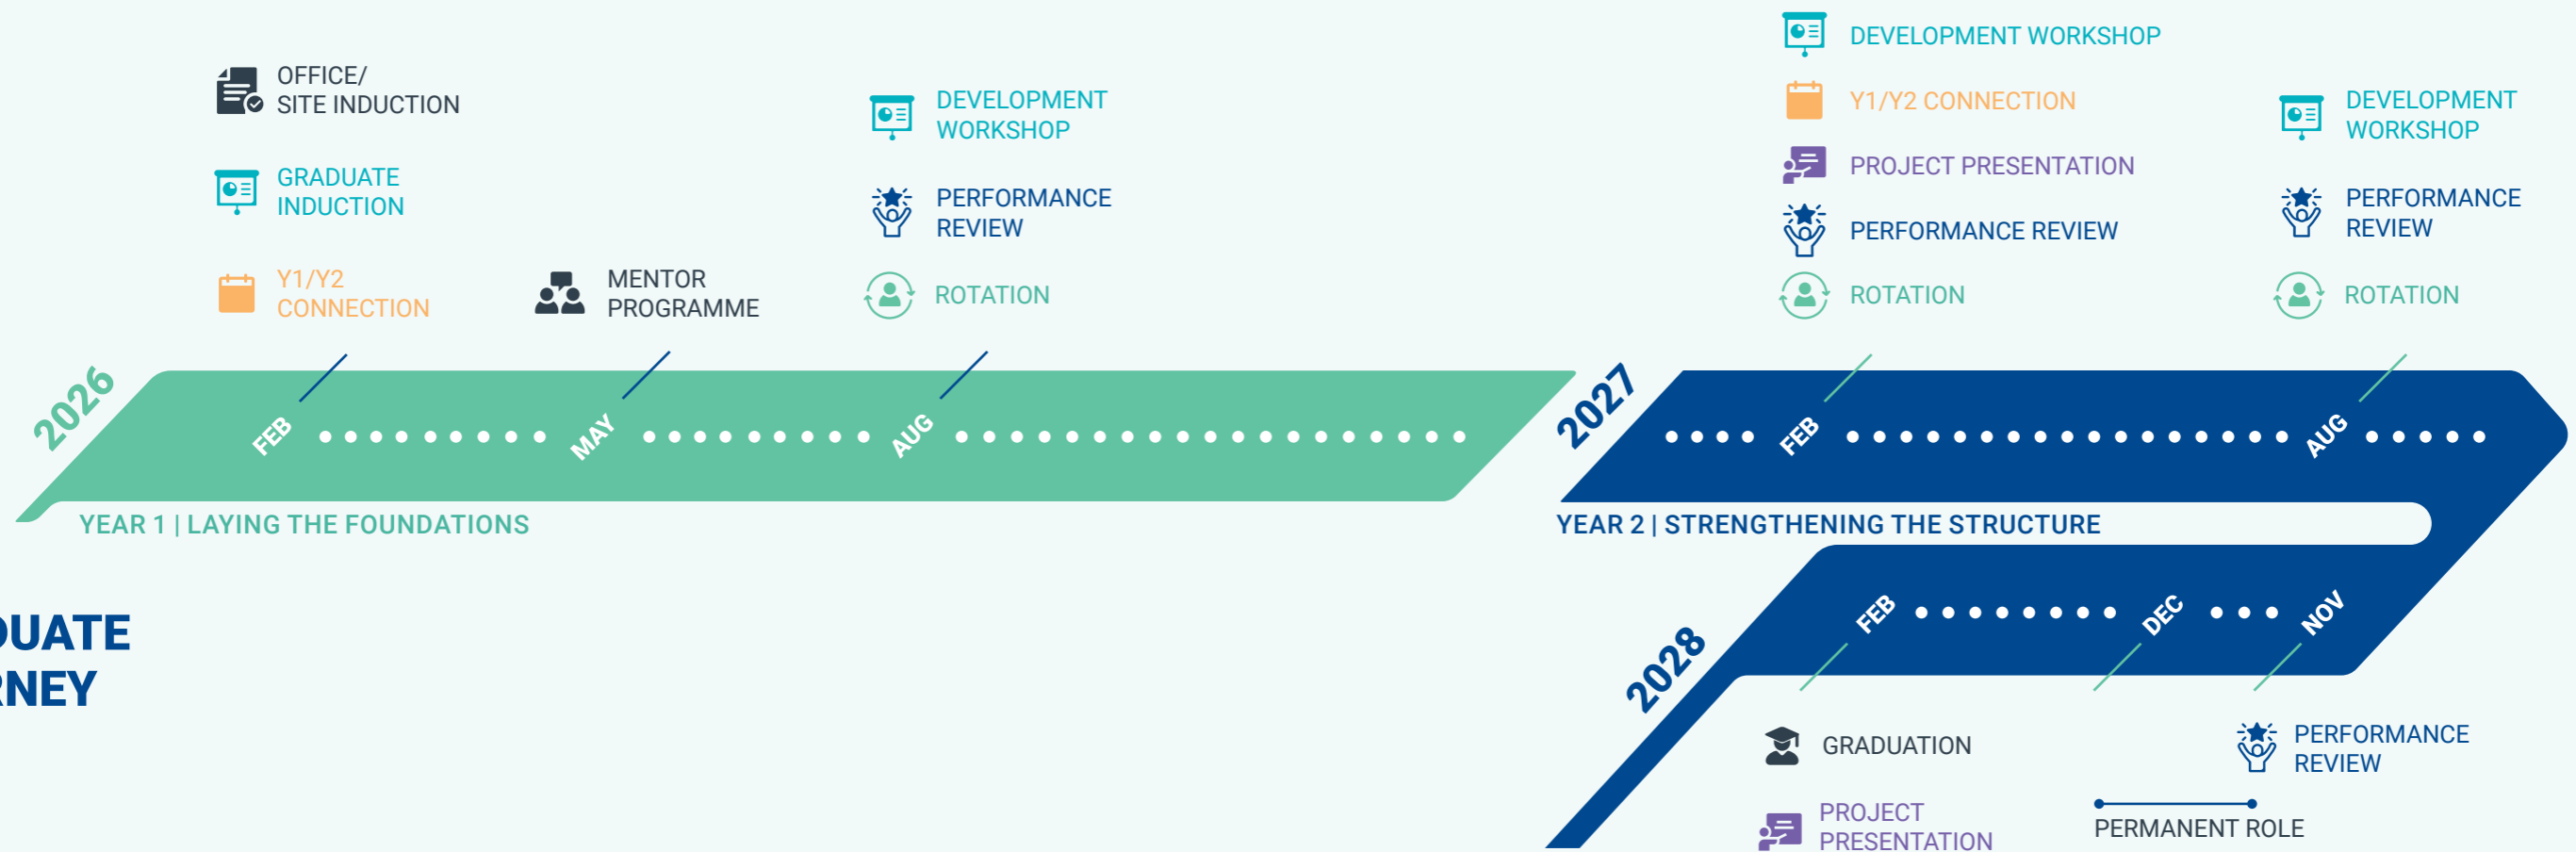 OFFICE/
SITE INDUCTION
GRADUATE
INDUCTION
Y1/Y2
CONNECTION
MENTOR
PROGRAMME
DEVELOPMENT
WORKSHOP
PERFORMANCE
REVIEW
ROTATION
DEVELOPMENT WORKSHOP
Y1/Y2 CONNECTION
PROJECT PRESENTATION
PERFORMANCE REVIEW
ROTATION
DEVELOPMENT
WORKSHOP
PERFORMANCE
REVIEW
ROTATION
2026
FEB
MAY
AUG
2027
FEB
AUG
YEAR 1 | LAYING THE FOUNDATIONS
YEAR 2 | STRENGTHENING THE STRUCTURE
DUATE
RNEY
2028
FEB
DEC
NOV
GRADUATION
PROJECT
PRESENTATION
PERFORMANCE
REVIEW
PERMANENT ROLE